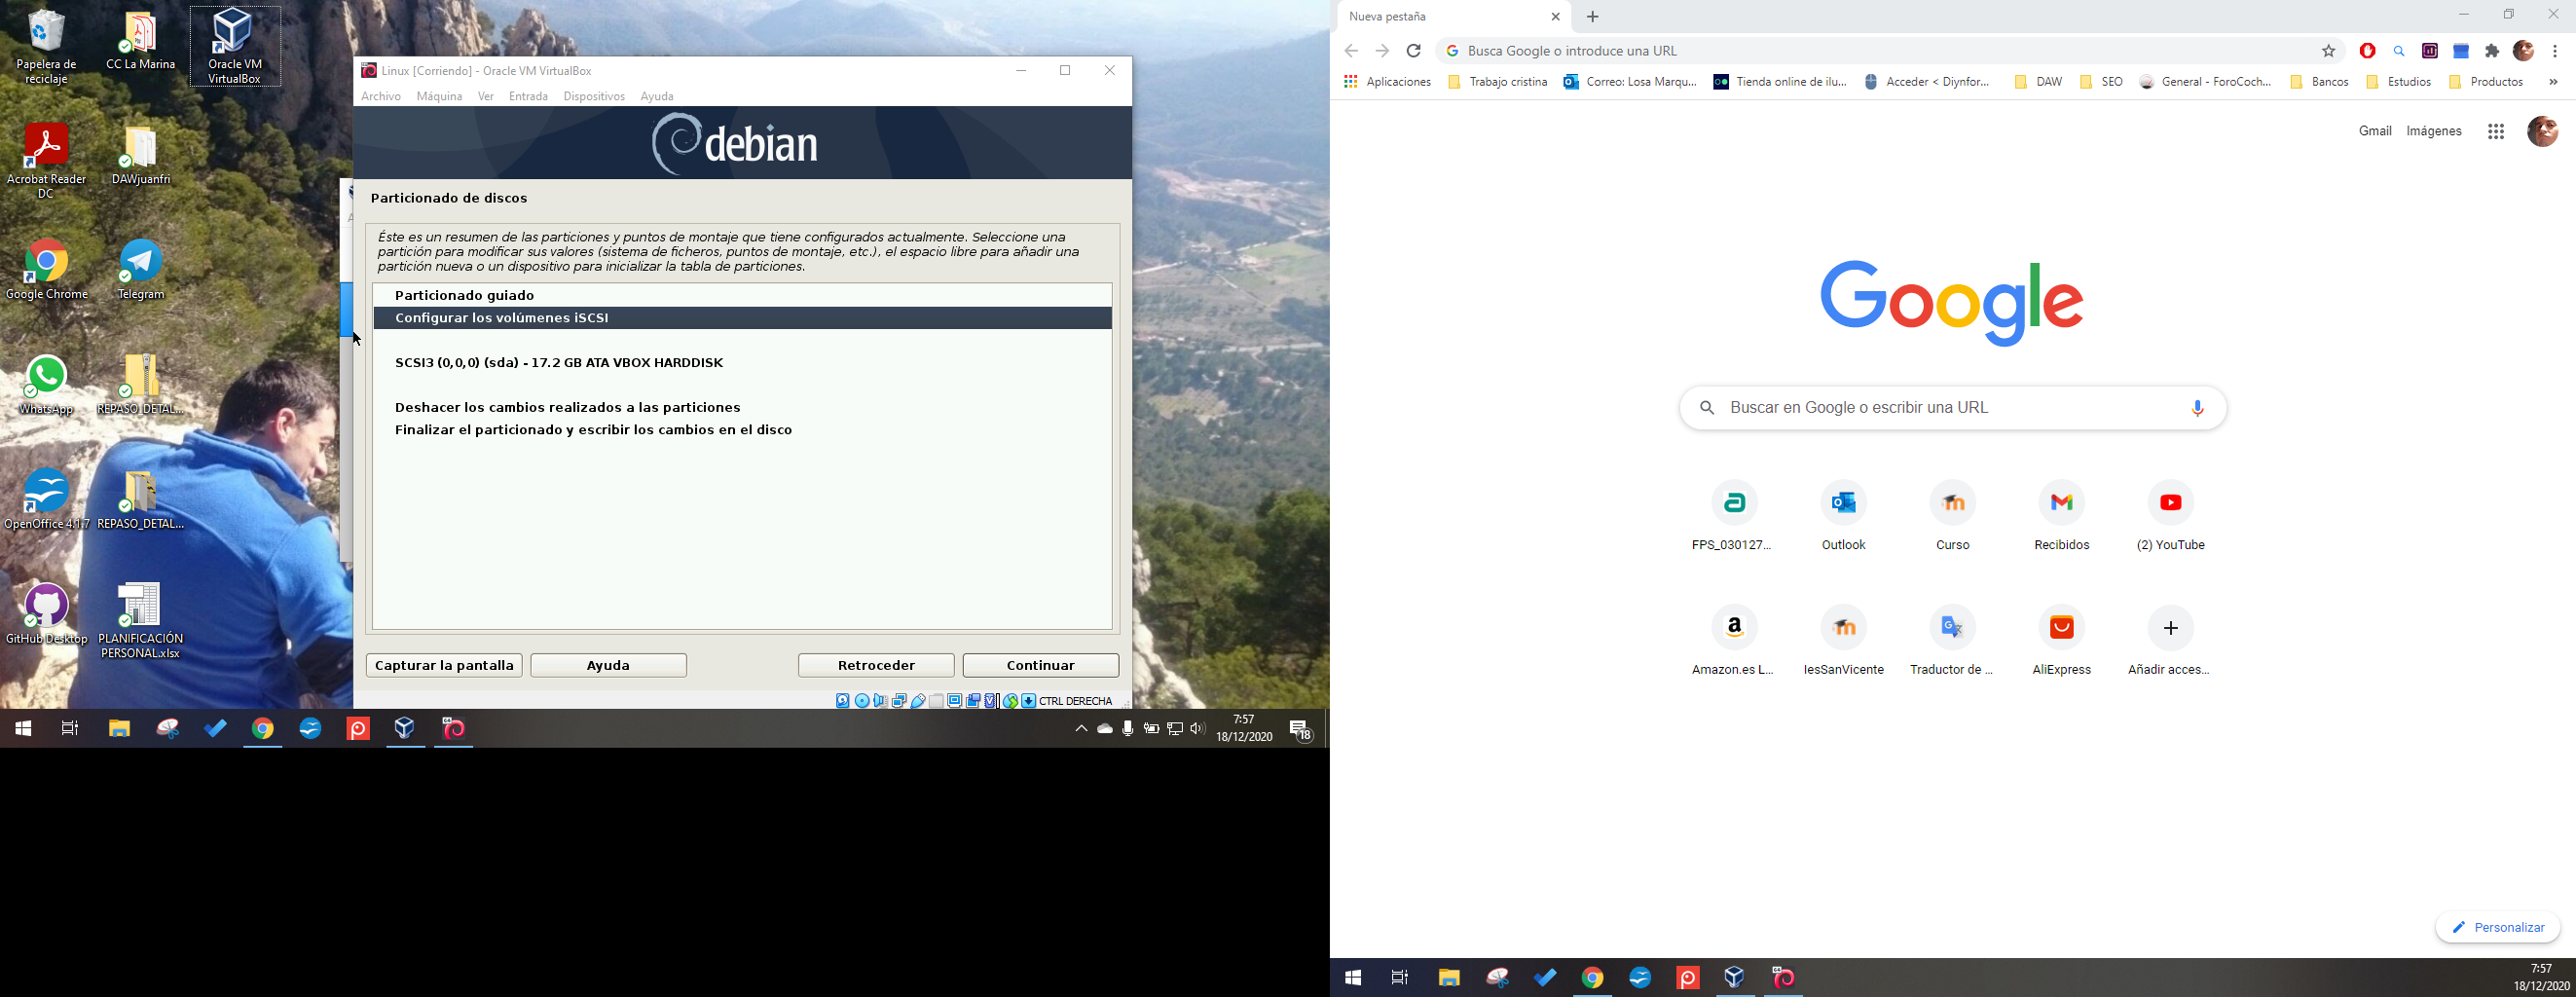 Papelera de
reciclaje
CC La Marina
Oracle VM
VirtualBox
Acrobat Reader
DC
DAWjuanfri
Google Chrome
Telegram
WhatsApp
REPASO_DETAL...
OpenOffice 4.1.7
REPASO_DETAL...
GitHub Desktop
PLANIFICACIÓN
PERSONAL.xlsx
Linux [Corriendo] - Oracle VM VirtualBox
Archivo Máquina Ver Entrada Dispositivos Ayuda
debian
Particionado de discos
Éste es un resumen de las particiones y puntos de montaje que tiene configurados actualmente. Seleccione una
partición para modificar sus valores (sistema de ficheros, puntos de montaje, etc.), el espacio libre para añadir una
partición nueva o un dispositivo para inicializar la tabla de particiones.
Particionado guiado
Configurar los volúmenes iSCSI
SCSI3 (0,0,0) (sda) - 17.2 GB ATA VBOX HARDDISK
Deshacer los cambios realizados a las particiones
Finalizar el particionado y escribir los cambios en el disco
Capturar la pantalla Ayuda Retroceder Continuar
CTRL DERECHA
7:57
18/12/2020
18
Nueva pestaña
Busca Google o introduce una URL
Aplicaciones Trabajo cristina Correo: Losa Marqu... Tienda online de ilu... Acceder < Diynfor... DAW SEO General - ForoCoch... Bancos Estudios Productos »
Gmail Imágenes
Google
Buscar en Google o escribir una URL
FPS_030127... Outlook Curso Recibidos (2) YouTube
Amazon.es L... IesSanVicente Traductor de ... AliExpress Añadir acces...
Personalizar
7:57
18/12/2020